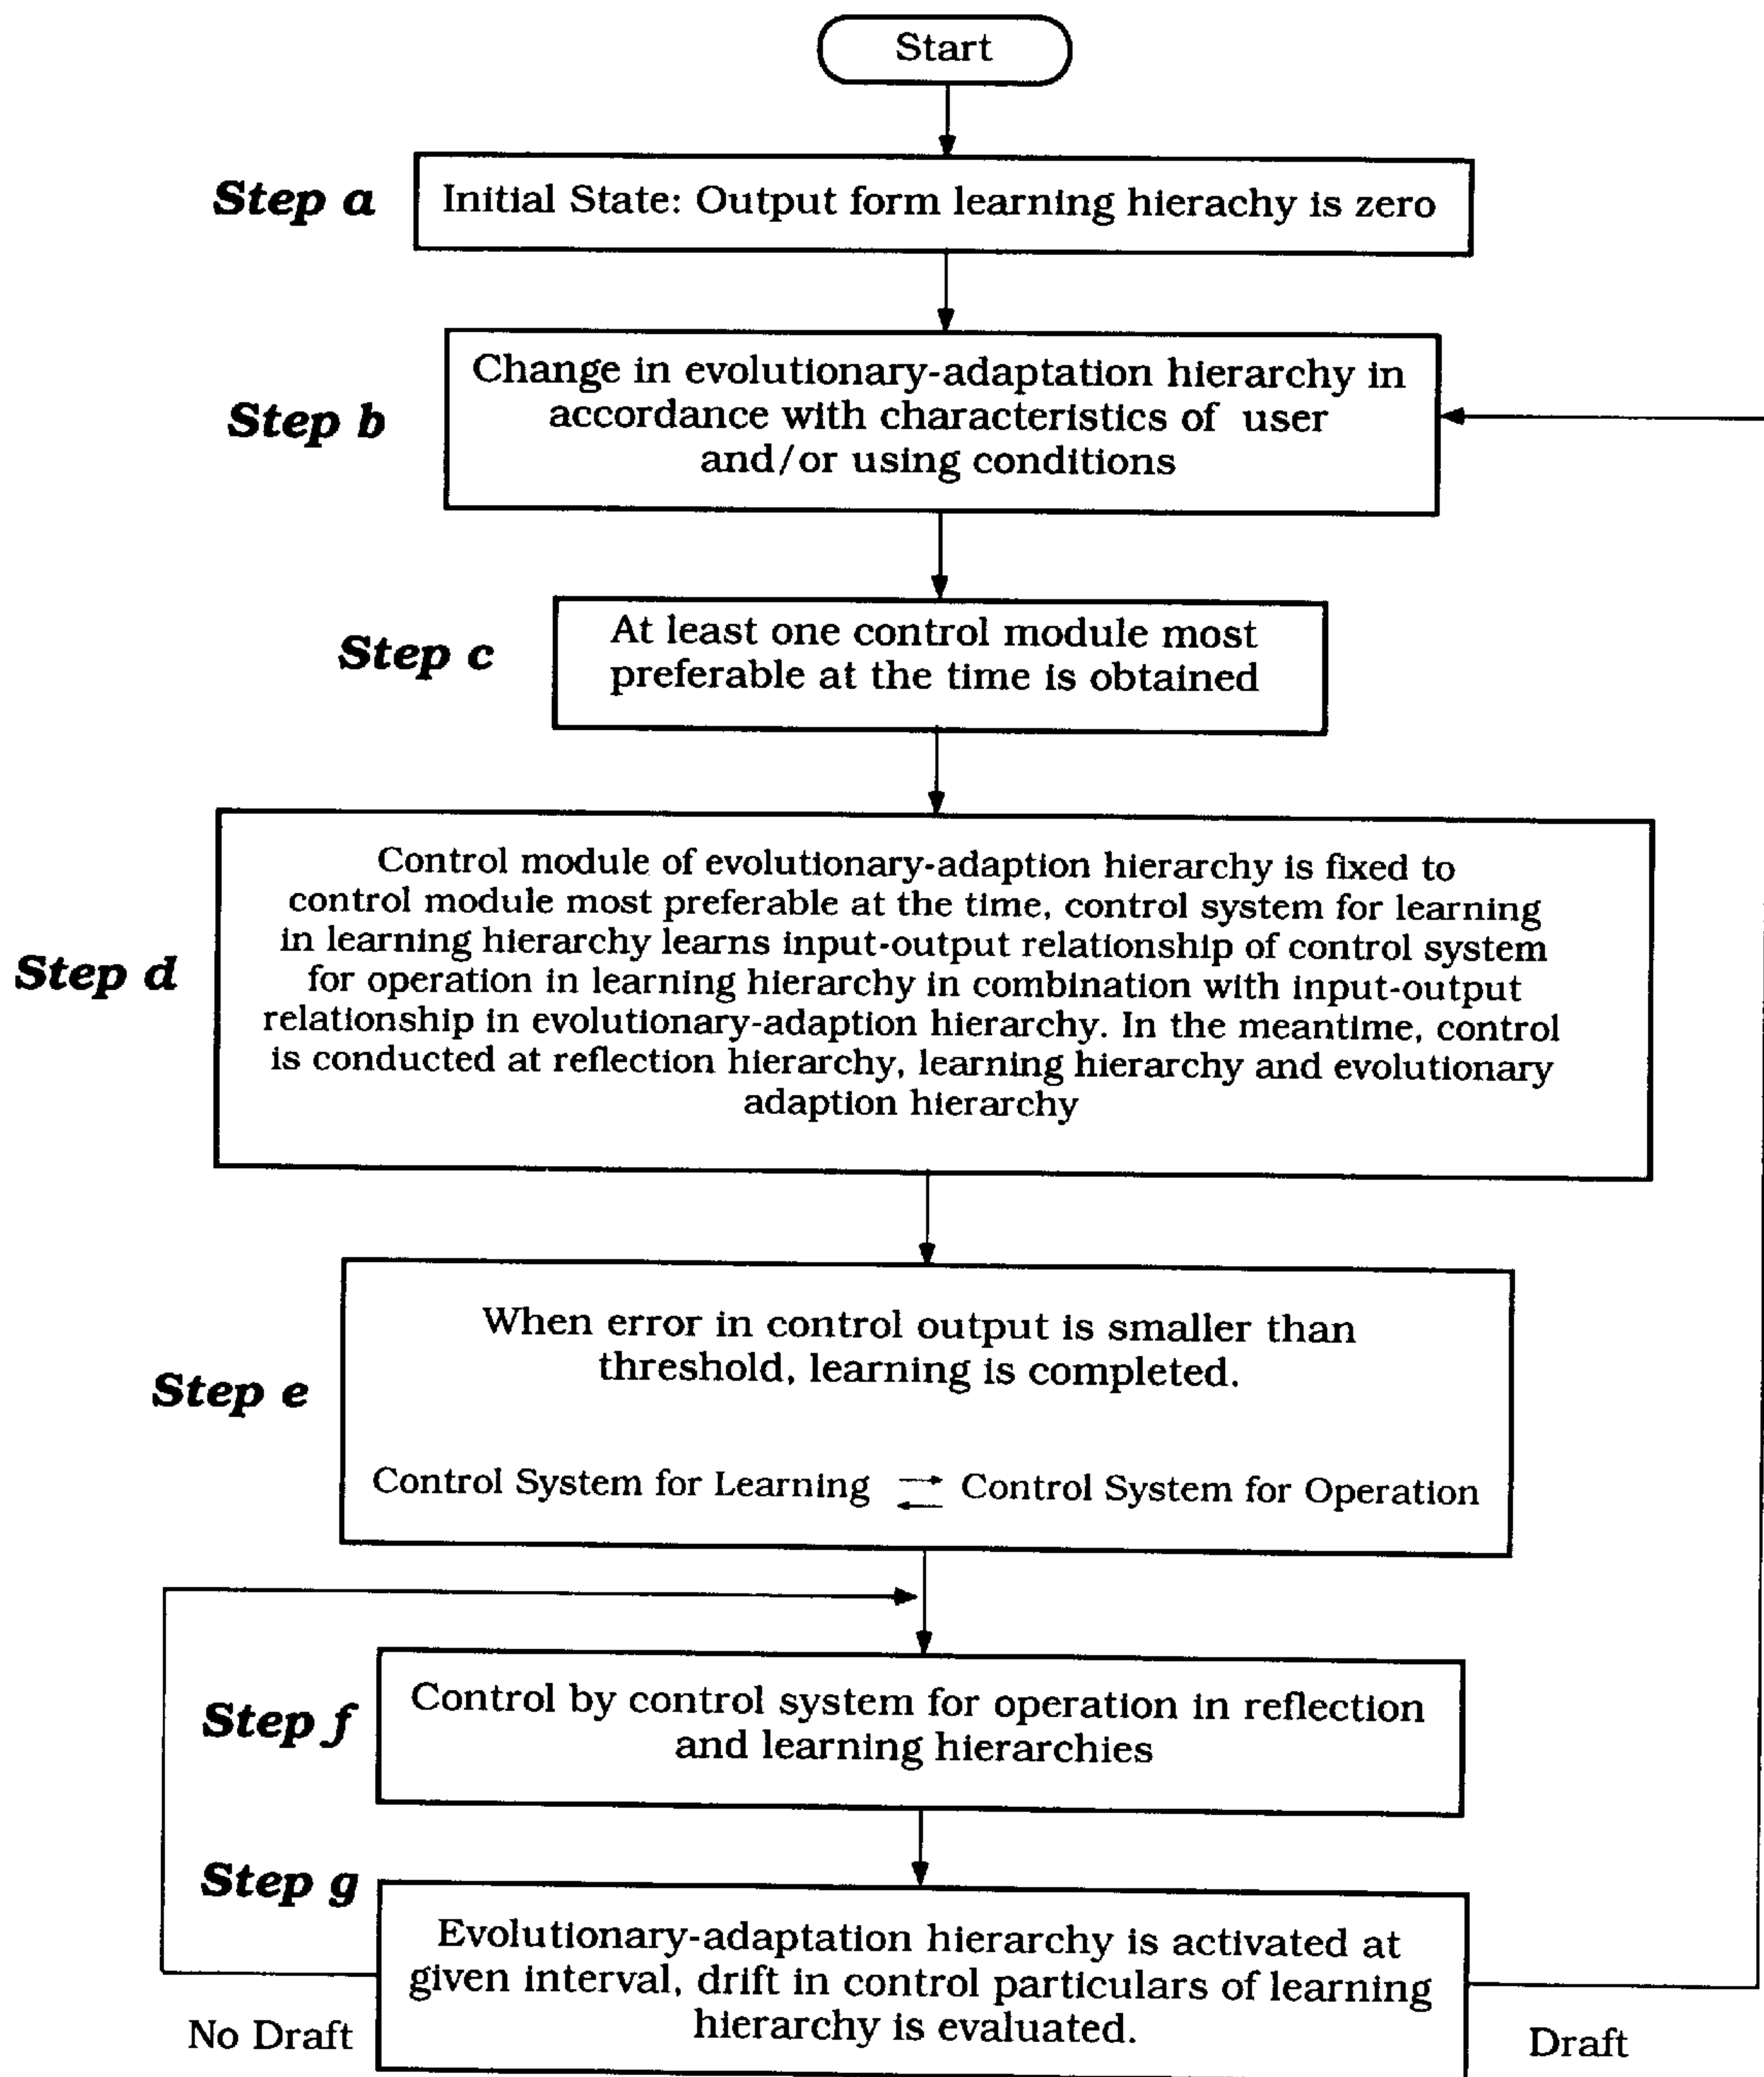 Start
Step a
Initial State: Output form learning hierachy is zero
Step b
Change in evolutionary-adaptation hierarchy in
accordance with characteristics of user
and/or using conditions
Step c
At least one control module most
preferable at the time is obtained
Step d
Control module of evolutionary-adaption hierarchy is fixed to
control module most preferable at the time, control system for learning
in learning hierarchy learns input-output relationship of control system
for operation in learning hierarchy in combination with input-output
relationship in evolutionary-adaption hierarchy. In the meantime, control
is conducted at reflection hierarchy, learning hierarchy and evolutionary
adaption hierarchy
Step e
When error in control output is smaller than
threshold, learning is completed.
Control System for Learning ⇄ Control System for Operation
Step f
Control by control system for operation in reflection
and learning hierarchies
Step g
Evolutionary-adaptation hierarchy is activated at
given interval, drift in control particulars of learning
hierarchy is evaluated.
No Draft
Draft